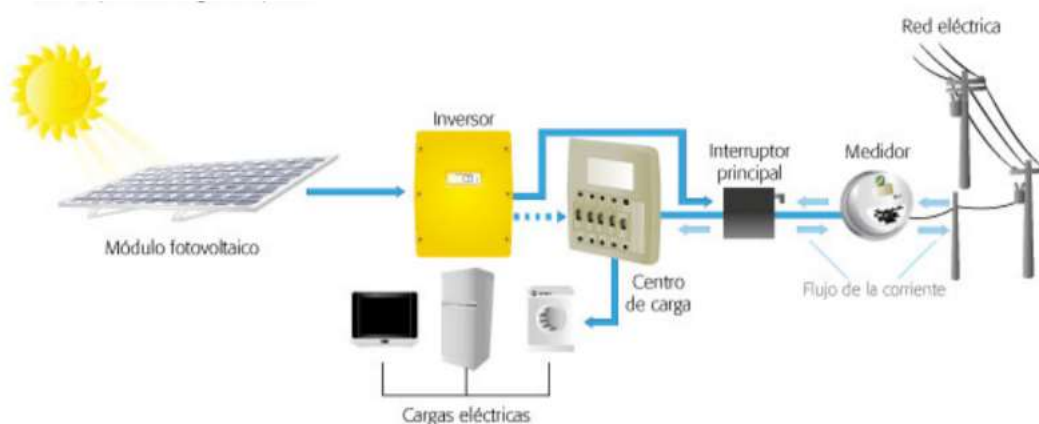 Red eléctrica
Inversor
Interruptor
principal
Medidor
Módulo fotovoltaico
Centro
de carga
Flujo de la corriente
Cargas eléctricas